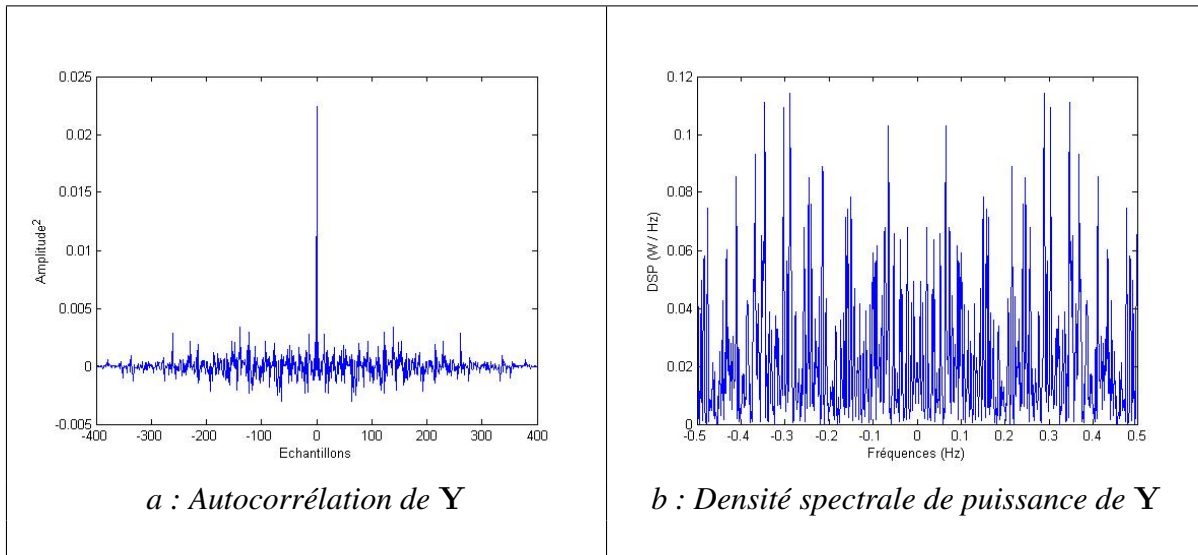 0.025
0.02
0.015
0.01
0.005
0
-0.005
Amplitude²
-400 -300 -200 -100 0 100 200 300 400
Echantillons
a : Autocorrélation de Y
0.12
0.1
0.08
0.06
0.04
0.02
0
DSP (W / Hz)
-0.5 -0.4 -0.3 -0.2 -0.1 0 0.1 0.2 0.3 0.4 0.5
Fréquences (Hz)
b : Densité spectrale de puissance de Y